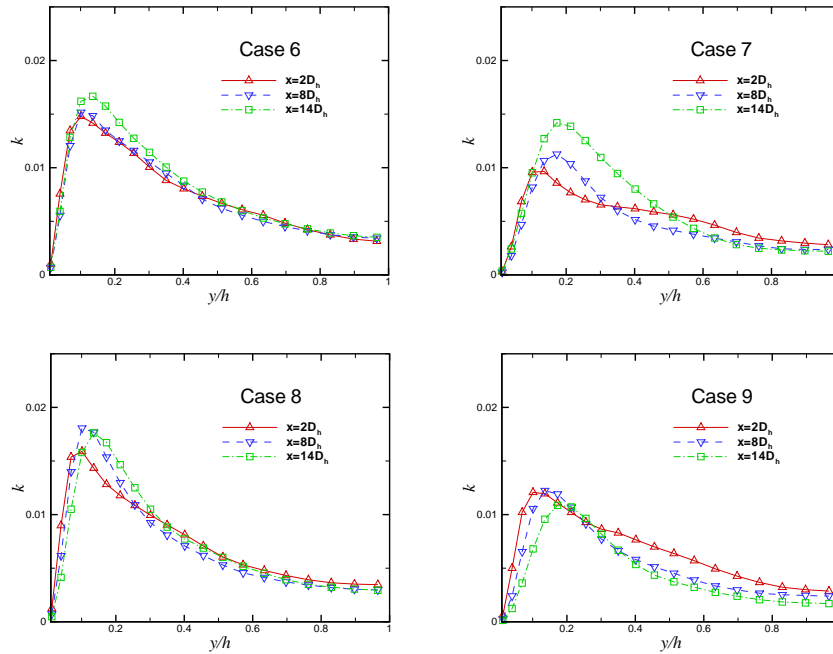 Case 6
x=2Dh
x=8Dh
x=14Dh
k
0.02
0.01
0
0.2
0.4
0.6
0.8
1
y/h
Case 7
x=2Dh
x=8Dh
x=14Dh
k
0.02
0.01
0
0.2
0.4
0.6
0.8
y/h
Case 8
x=2Dh
x=8Dh
x=14Dh
k
0.02
0.01
0
0.2
0.4
0.6
0.8
1
y/h
Case 9
x=2Dh
x=8Dh
x=14Dh
k
0.02
0.01
0
0.2
0.4
0.6
0.8
y/h